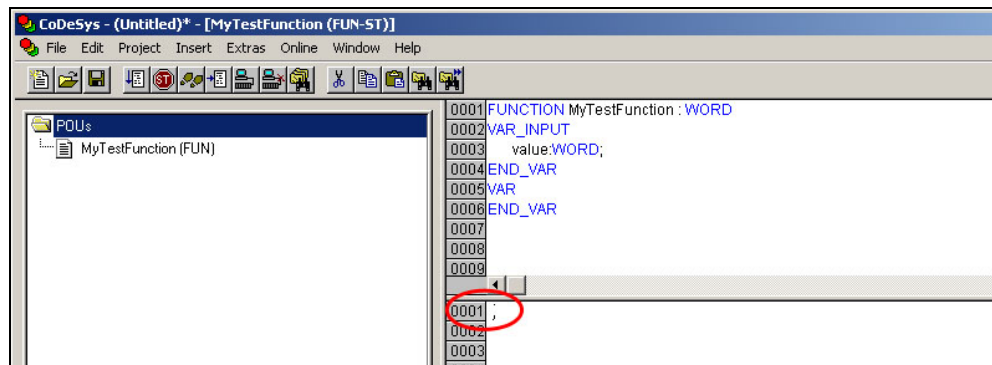 CoDeSys - (Untitled)* - [MyTestFunction (FUN-ST)]
File Edit Project Insert Extras Online Window Help
POUs
MyTestFunction (FUN)
0001 FUNCTION MyTestFunction : WORD
0002 VAR_INPUT
0003 value:WORD;
0004 END_VAR
0005 VAR
0006 END_VAR
0007
0008
0009
0001 ;
0002
0003